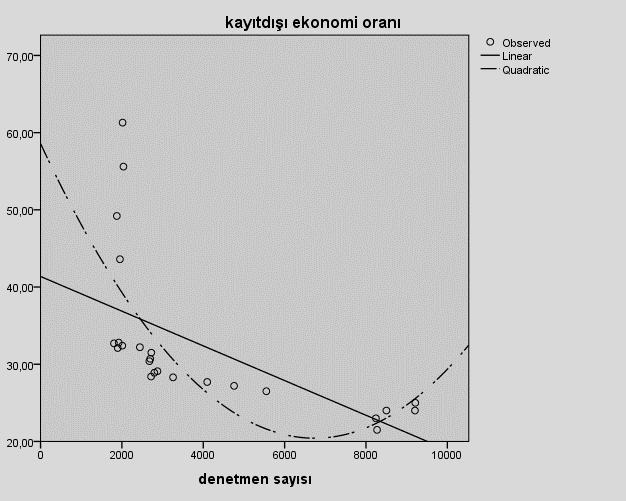 kayıtdışı ekonomi oranı
Observed
Linear
Quadratic
70,00
60,00
50,00
40,00
30,00
20,00
0 2000 4000 6000 8000 10000
denetmen sayısı